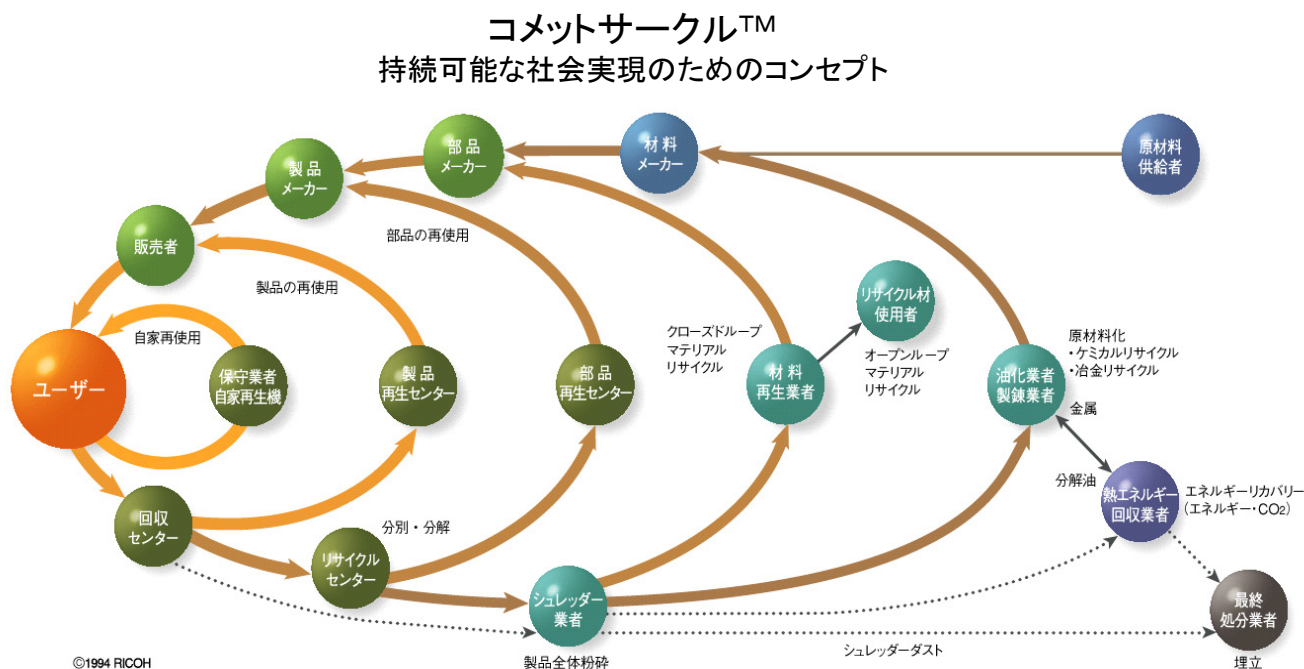 コメットサークル™
持続可能な社会実現のためのコンセプト
部品
メーカー
材料
メーカー
原材料
供給者
製品
メーカー
販売者
部品の再使用
製品の再使用
自家再使用
リサイクル材
使用者
クローズドループ
マテリアル
リサイクル
オープンループ
マテリアル
リサイクル
原材料化
・ケミカルリサイクル
・冶金リサイクル
ユーザー
保守業者
自家再生機
製品
再生センター
部品
再生センター
材料
再生業者
油化業者
製錬業者
金属
分解油
熱エネルギー
回収業者
エネルギーリカバリー
(エネルギー・CO2)
回収
センター
分別・分解
リサイクル
センター
シュレッダー
業者
製品全体粉砕
シュレッダーダスト
最終
処分業者
埋立
©1994 RICOH